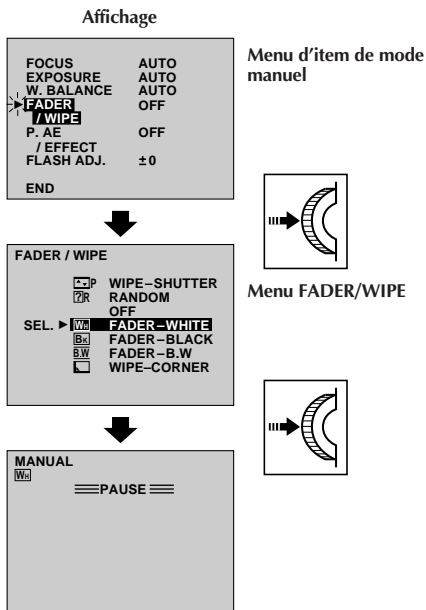 Affichage
FOCUS AUTO
EXPOSURE AUTO
W. BALANCE AUTO
FADER OFF
/ WIPE
P. AE OFF
/ EFFECT
FLASH ADJ. ±0
END
Menu d'item de mode
manuel
FADER / WIPE
P WIPE–SHUTTER
?R RANDOM
OFF
SEL. ► WH FADER–WHITE
BK FADER–BLACK
B.W FADER–B.W
WIPE–CORNER
Menu FADER/WIPE
MANUAL
WH
PAUSE